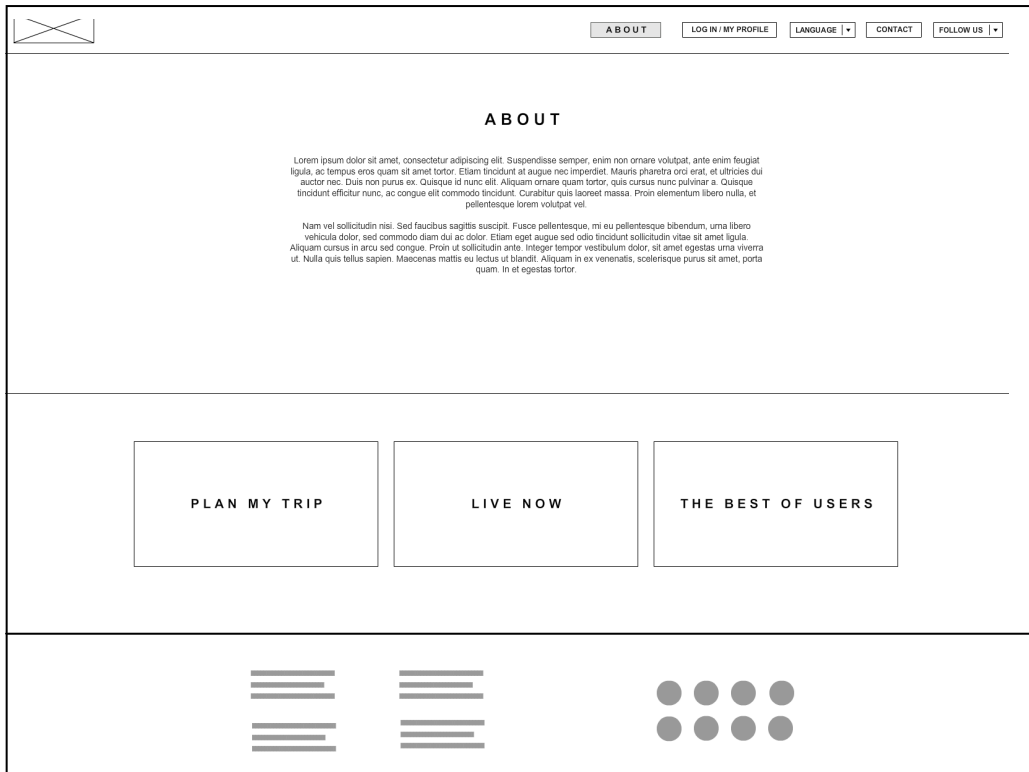 ABOUT
LOG IN / MY PROFILE
LANGUAGE
CONTACT
FOLLOW US
ABOUT
Lorem ipsum dolor sit amet, consectetur adipiscing elit. Suspendisse semper, enim non ornare volutpat, ante enim feugiat
ligula, ac tempus eros quam sit amet tortor. Etiam tincidunt at augue nec imperdiet. Mauris pharetra orci erat, et ultricies dui
auctor nec. Duis non purus ex. Quisque id nunc elit. Aliquam ornare quam tortor, quis cursus nunc pulvinar a. Quisque
tincidunt efficitur nunc, ac congue elit commodo tincidunt. Curabitur quis laoreet massa. Proin elementum libero nulla, et
pellentesque lorem volutpat vel.
Nam vel sollicitudin nisi. Sed faucibus sagittis suscipit. Fusce pellentesque, mi eu pellentesque bibendum, urna libero
vehicula dolor, sed commodo diam dui ac dolor. Etiam eget augue sed odio tincidunt sollicitudin vitae sit amet ligula.
Aliquam cursus in arcu sed congue. Proin ut sollicitudin ante. Integer tempor vestibulum dolor, sit amet egestas urna viverra
ut. Nulla quis tellus sapien. Maecenas mattis eu lectus ut blandit. Aliquam in ex venenatis, scelerisque purus sit amet, porta
quam. In et egestas tortor.
PLAN MY TRIP
LIVE NOW
THE BEST OF USERS